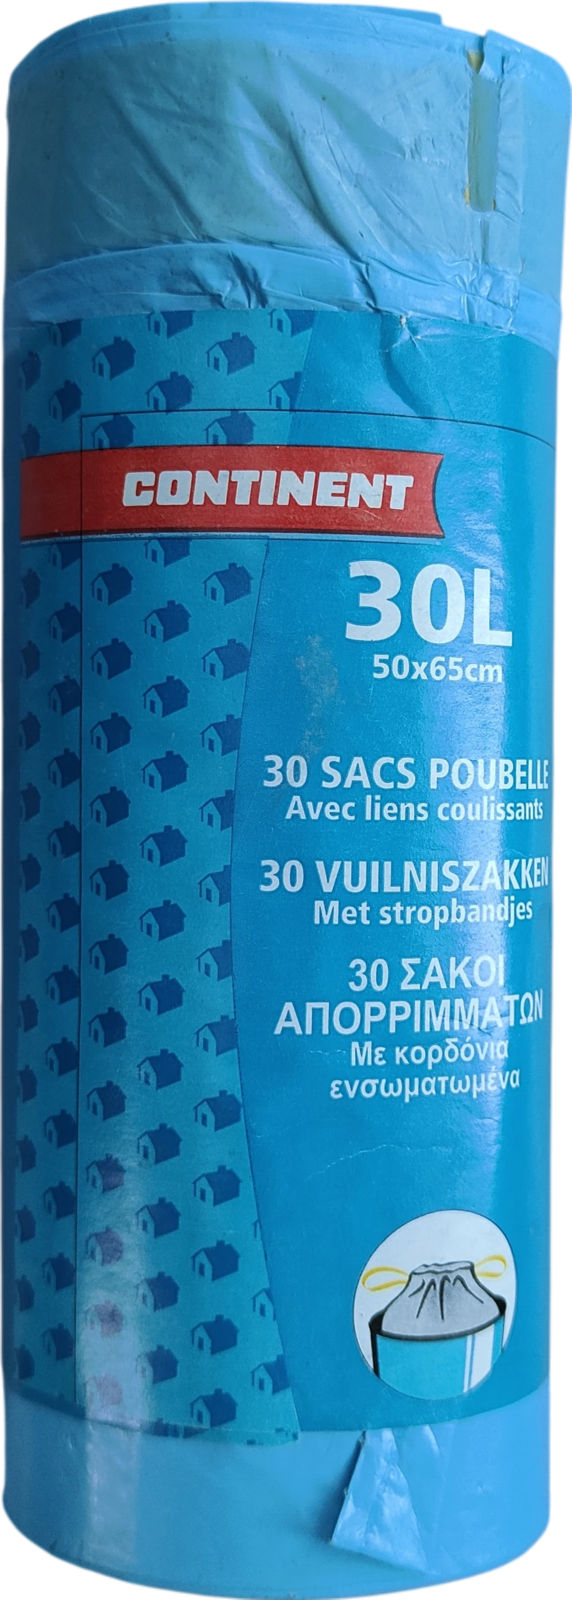 CONTINENT
30L
50x65cm
30 SACS POUBELLE
Avec liens coulissants
30 VUILNISZAKKEN
Met stropbandjes
30 ΣΑΚΟΙ
ΑΠΟΡΡΙΜΜΑΤΩΝ
Με κορδόνια
ενσωματωμένα